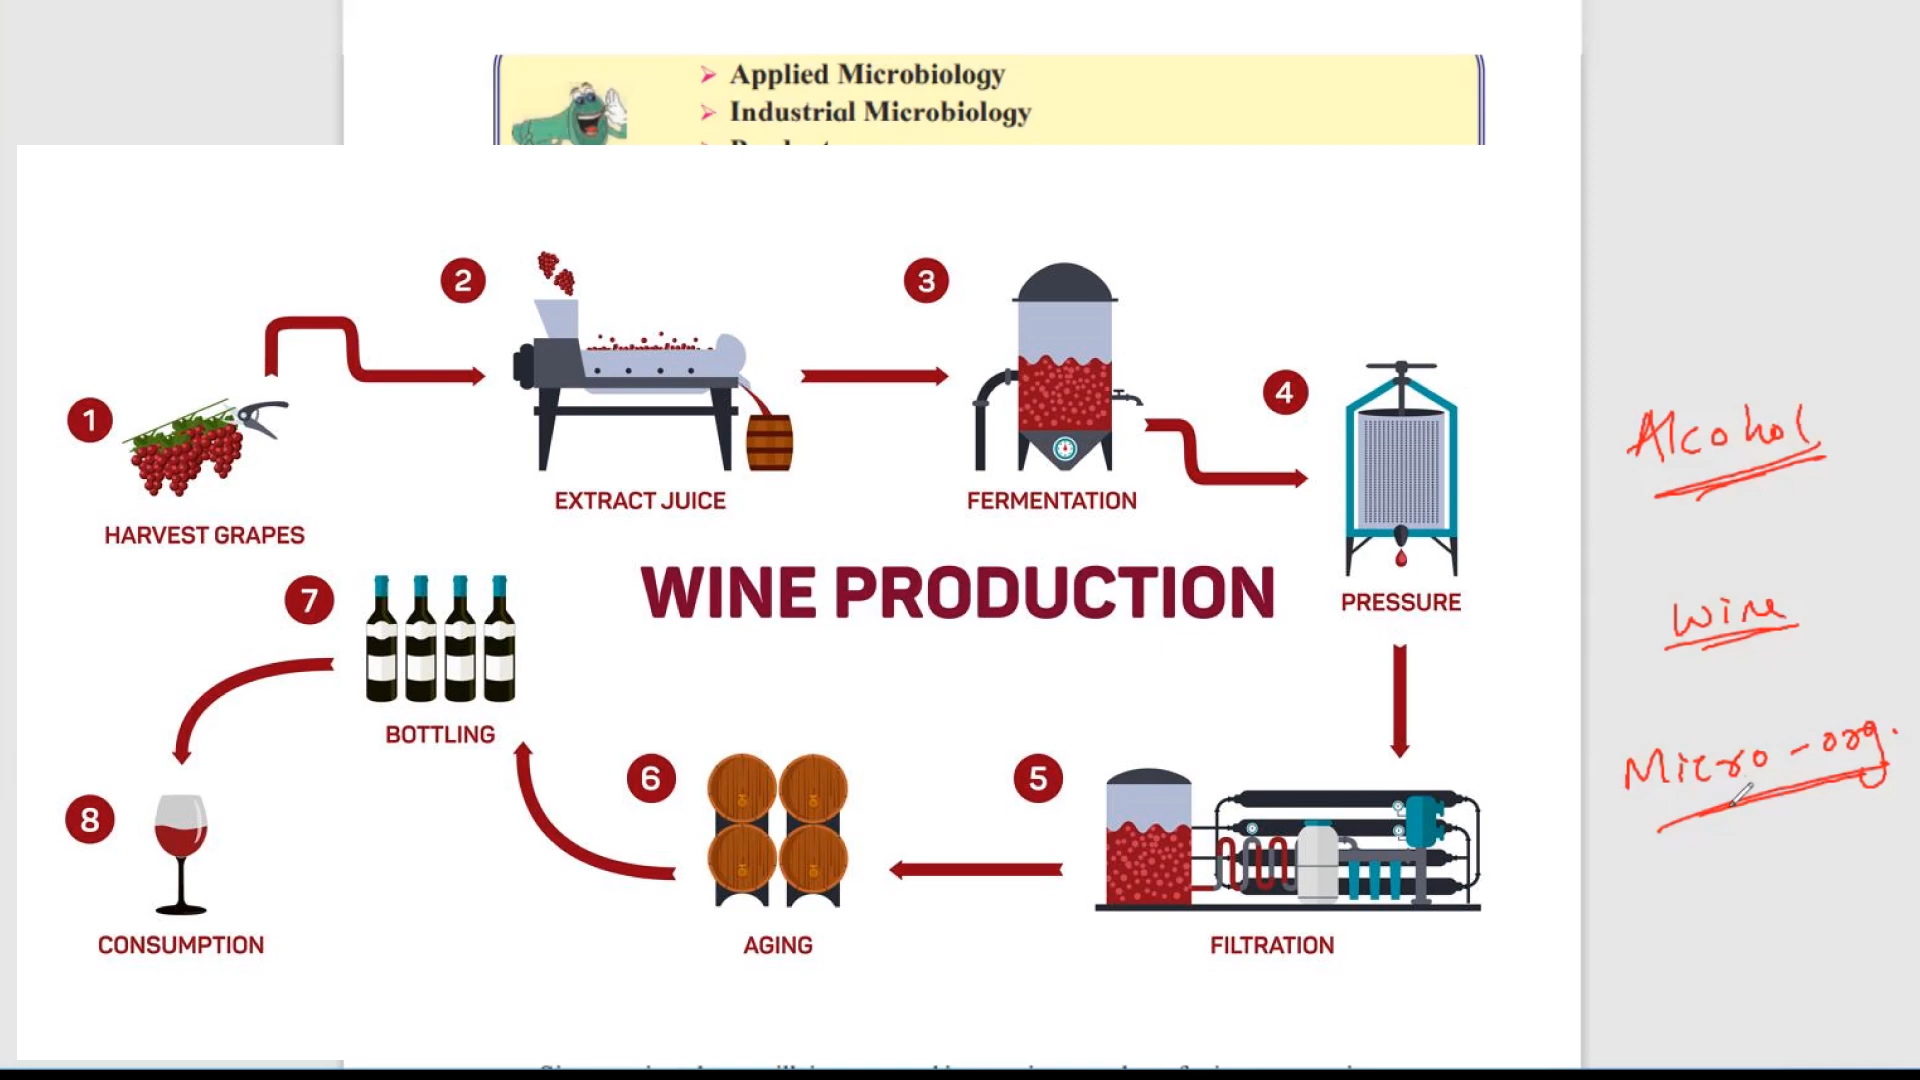 Applied Microbiology
Industrial Microbiology
1
HARVEST GRAPES
2
EXTRACT JUICE
3
FERMENTATION
4
PRESSURE
WINE PRODUCTION
5
FILTRATION
6
AGING
7
BOTTLING
8
CONSUMPTION
Alcohol
Wine
Micro-org.